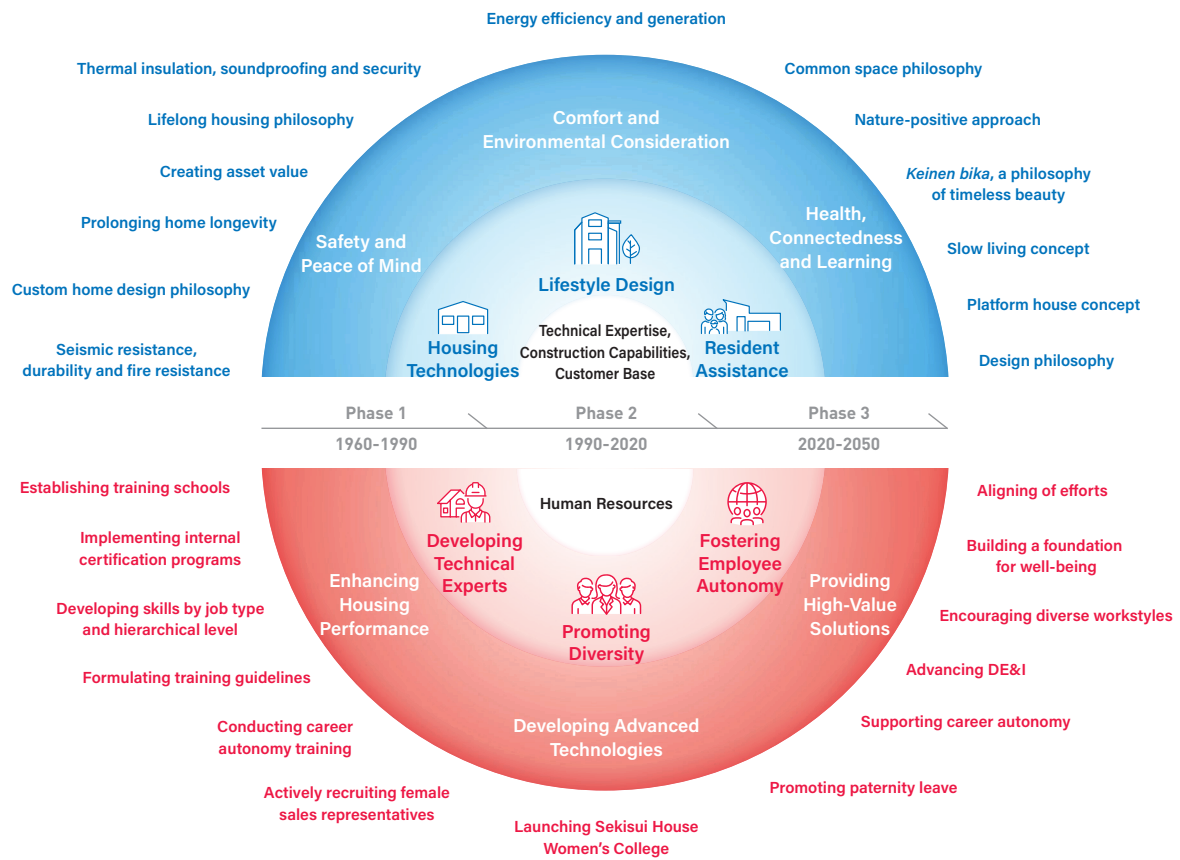 Energy efficiency and generation
Thermal insulation, soundproofing and security
Common space philosophy
Lifelong housing philosophy
Nature-positive approach
Creating asset value
Keinen bika, a philosophy
of timeless beauty
Prolonging home longevity
Slow living concept
Custom home design philosophy
Platform house concept
Seismic resistance,
durability and fire resistance
Design philosophy
Comfort and
Environmental Consideration
Safety and
Peace of Mind
Health,
Connectedness
and Learning
Lifestyle Design
Housing
Technologies
Technical Expertise,
Construction Capabilities,
Customer Base
Resident
Assistance
Phase 1
Phase 2
Phase 3
1960-1990
1990-2020
2020-2050
Human Resources
Developing
Technical
Experts
Fostering
Employee
Autonomy
Promoting
Diversity
Enhancing
Housing
Performance
Providing
High-Value
Solutions
Developing Advanced
Technologies
Establishing training schools
Aligning of efforts
Implementing internal
certification programs
Building a foundation
for well-being
Developing skills by job type
and hierarchical level
Encouraging diverse workstyles
Formulating training guidelines
Advancing DE&I
Conducting career
autonomy training
Supporting career autonomy
Actively recruiting female
sales representatives
Promoting paternity leave
Launching Sekisui House
Women's College